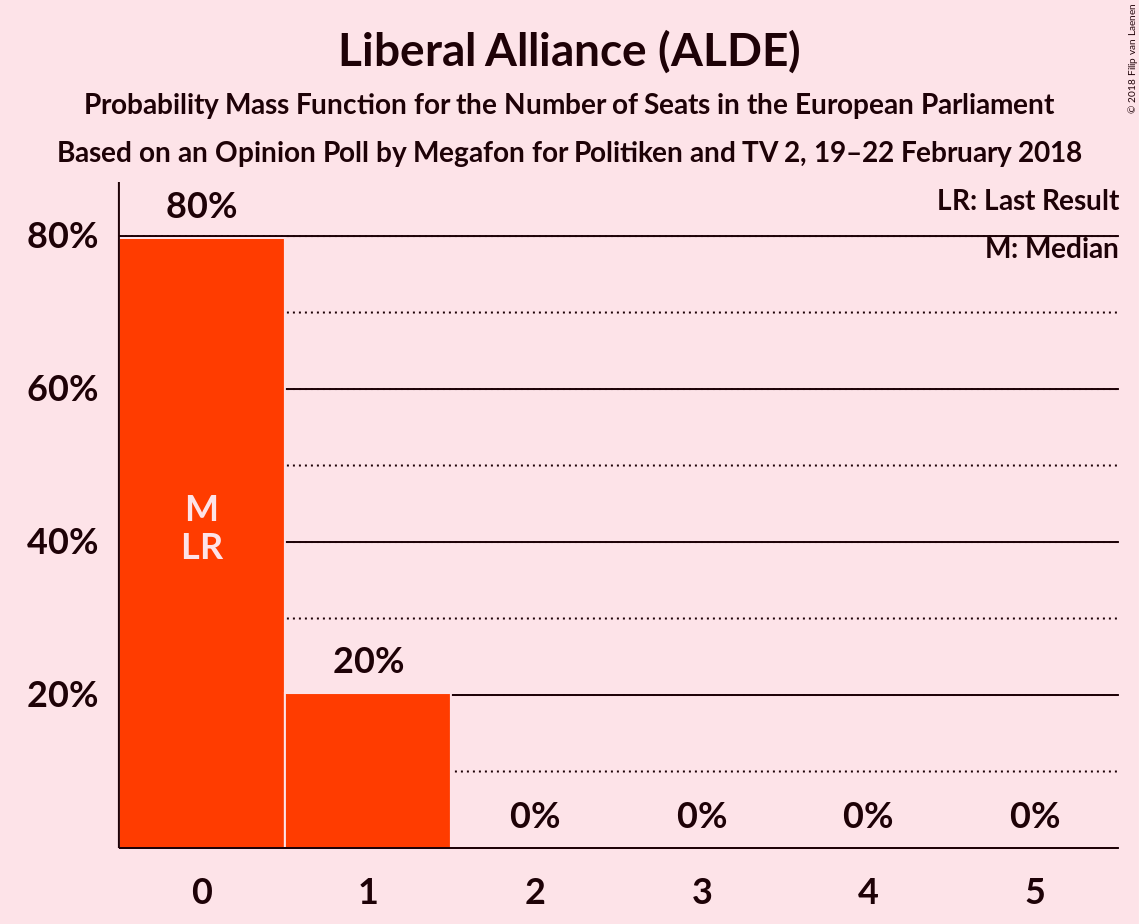 Liberal Alliance (ALDE)
Probability Mass Function for the Number of Seats in the European Parliament
Based on an Opinion Poll by Megafon for Politiken and TV 2, 19–22 February 2018
© 2018 Filip van Laenen
LR: Last Result
M: Median
80%
60%
40%
20%
80%
M
LR
20%
0%
0%
0%
0%
0
1
2
3
4
5